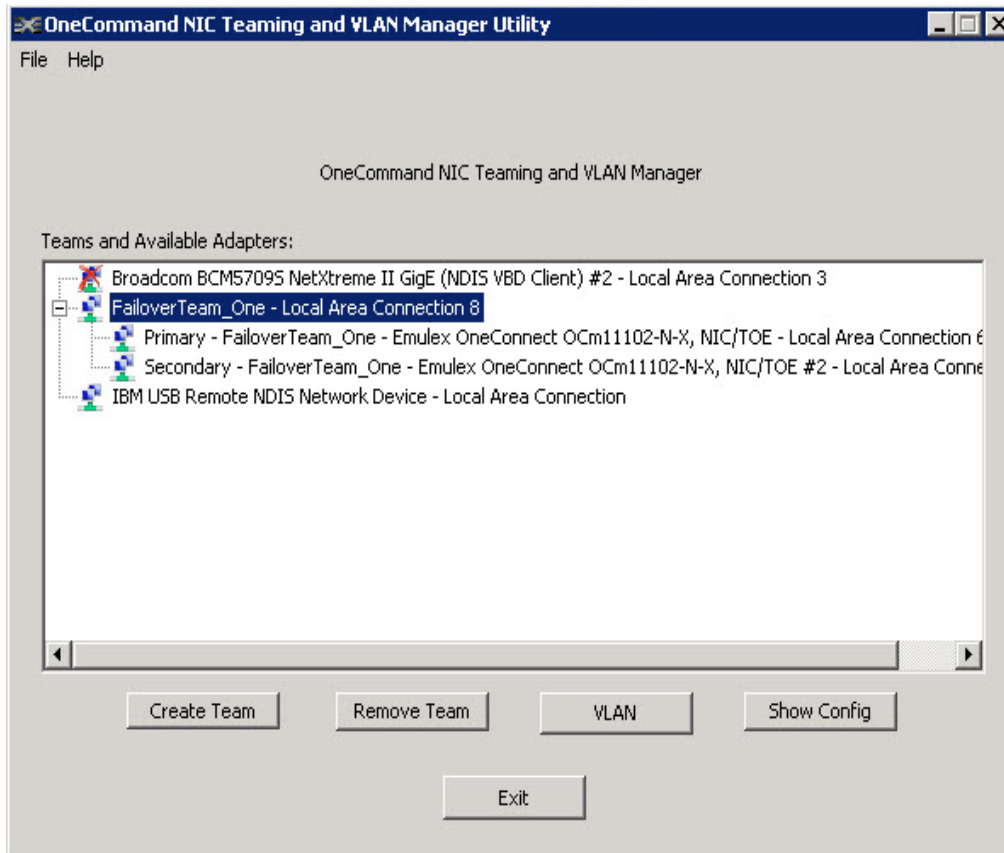 OneCommand NIC Teaming and VLAN Manager Utility
File Help
OneCommand NIC Teaming and VLAN Manager
Teams and Available Adapters:
Broadcom BCM5709S NetXtreme II GigE (NDIS VBD Client) #2 - Local Area Connection 3
FailoverTeam_One - Local Area Connection 8
Primary - FailoverTeam_One - Emulex OneConnect OCm11102-N-X, NIC/TOE - Local Area Connection 6
Secondary - FailoverTeam_One - Emulex OneConnect OCm11102-N-X, NIC/TOE #2 - Local Area Conne
IBM USB Remote NDIS Network Device - Local Area Connection
Create Team Remove Team VLAN Show Config
Exit